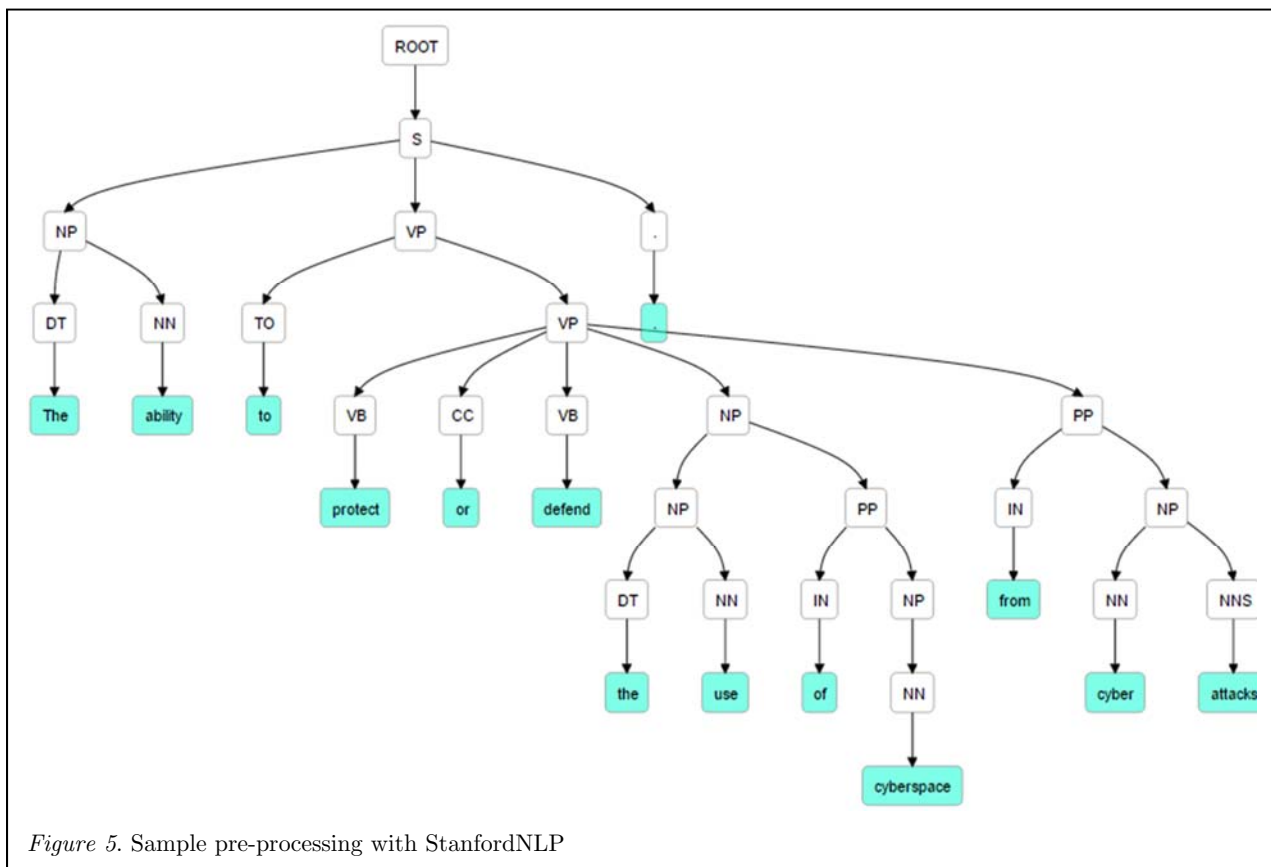 ROOT
S
NP VP .
DT NN TO VP .
The ability to VB CC VB NP PP
protect or defend NP PP IN NP
DT NN IN NP from NN NNS
the use of NN cyber attacks
cyberspace
Figure 5. Sample pre-processing with StanfordNLP